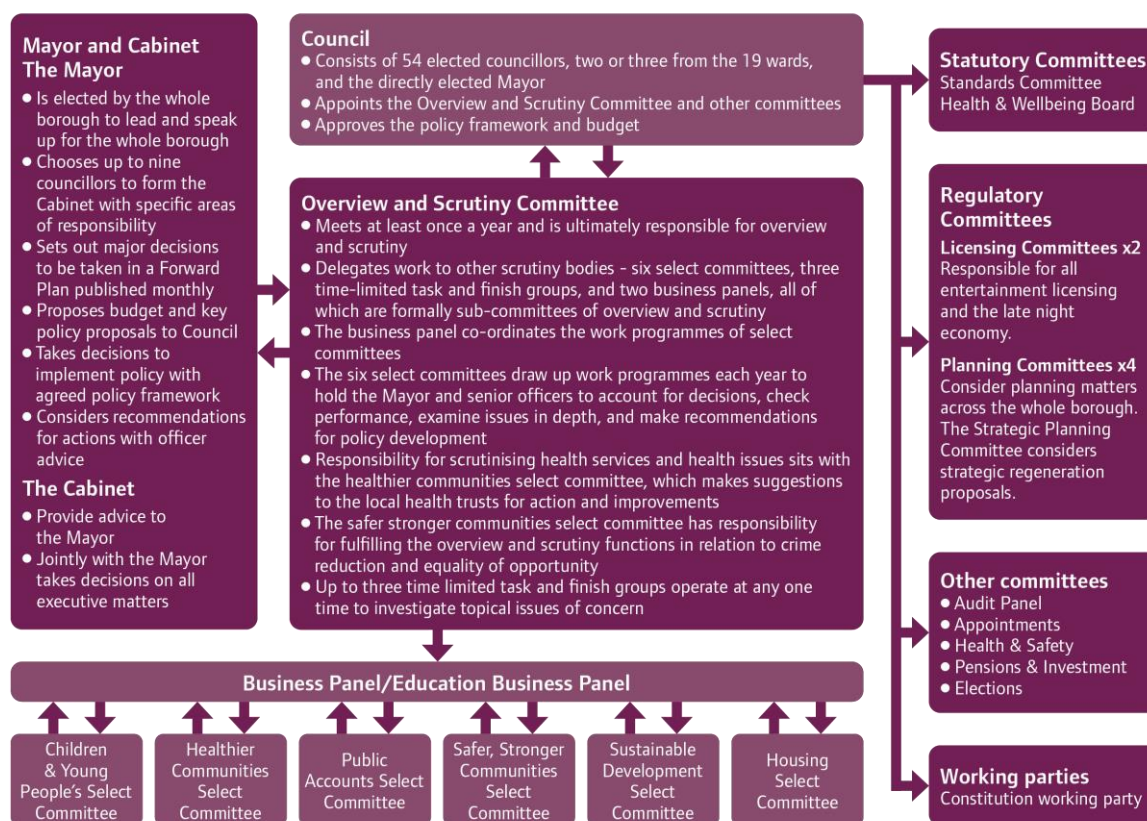 Mayor and Cabinet
The Mayor
• Is elected by the whole
borough to lead and speak
up for the whole borough
• Chooses up to nine
councillors to form the
Cabinet with specific areas
of responsibility
• Sets out major decisions
to be taken in a Forward
Plan published monthly
• Proposes budget and key
policy proposals to Council
• Takes decisions to
implement policy with
agreed policy framework
• Considers recommendations
for actions with officer
advice
The Cabinet
• Provide advice to
the Mayor
• Jointly with the Mayor
takes decisions on all
executive matters
Council
• Consists of 54 elected councillors, two or three from the 19 wards,
and the directly elected Mayor
• Appoints the Overview and Scrutiny Committee and other committees
• Approves the policy framework and budget
Overview and Scrutiny Committee
• Meets at least once a year and is ultimately responsible for overview
and scrutiny
• Delegates work to other scrutiny bodies - six select committees, three
time-limited task and finish groups, and two business panels, all of
which are formally sub-committees of overview and scrutiny
• The business panel co-ordinates the work programmes of select
committees
• The six select committees draw up work programmes each year to
hold the Mayor and senior officers to account for decisions, check
performance, examine issues in depth, and make recommendations
for policy development
• Responsibility for scrutinising health services and health issues sits with
the healthier communities select committee, which makes suggestions
to the local health trusts for action and improvements
• The safer stronger communities select committee has responsibility
for fulfilling the overview and scrutiny functions in relation to crime
reduction and equality of opportunity
• Up to three time limited task and finish groups operate at any one
time to investigate topical issues of concern
Business Panel/Education Business Panel
Children
& Young
People's Select
Committee
Healthier
Communities
Select
Committee
Public
Accounts Select
Committee
Safer, Stronger
Communities
Select
Committee
Sustainable
Development
Select
Committee
Housing
Select
Committee
Statutory Committees
Standards Committee
Health & Wellbeing Board
Regulatory
Committees
Licensing Committees x2
Responsible for all
entertainment licensing
and the late night
economy.
Planning Committees x4
Consider planning matters
across the whole borough.
The Strategic Planning
Committee considers
strategic regeneration
proposals.
Other committees
• Audit Panel
• Appointments
• Health & Safety
• Pensions & Investment
• Elections
Working parties
Constitution working party